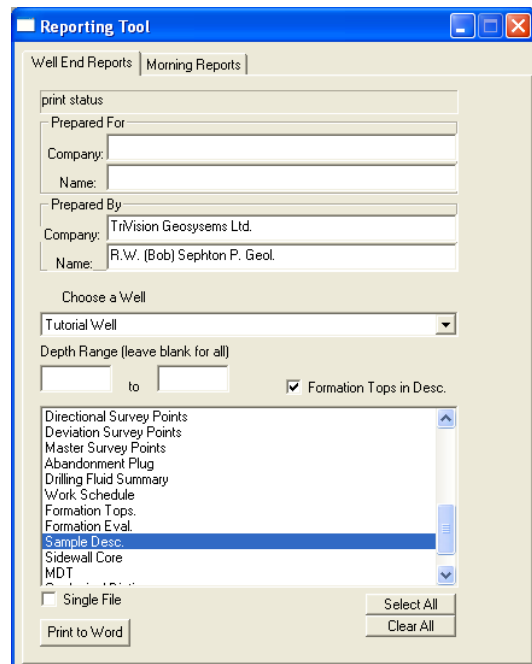 Reporting Tool
Well End Reports Morning Reports
print status
Prepared For
Company:
Name:
Prepared By
Company: TriVision Geosysems Ltd.
Name: R.W. (Bob) Sephton P. Geol.
Choose a Well
Tutorial Well
Depth Range (leave blank for all)
to Formation Tops in Desc.
Directional Survey Points
Deviation Survey Points
Master Survey Points
Abandonment Plug
Drilling Fluid Summary
Work Schedule
Formation Tops.
Formation Eval.
Sample Desc.
Sidewall Core
MDT
Single File Select All
Print to Word Clear All